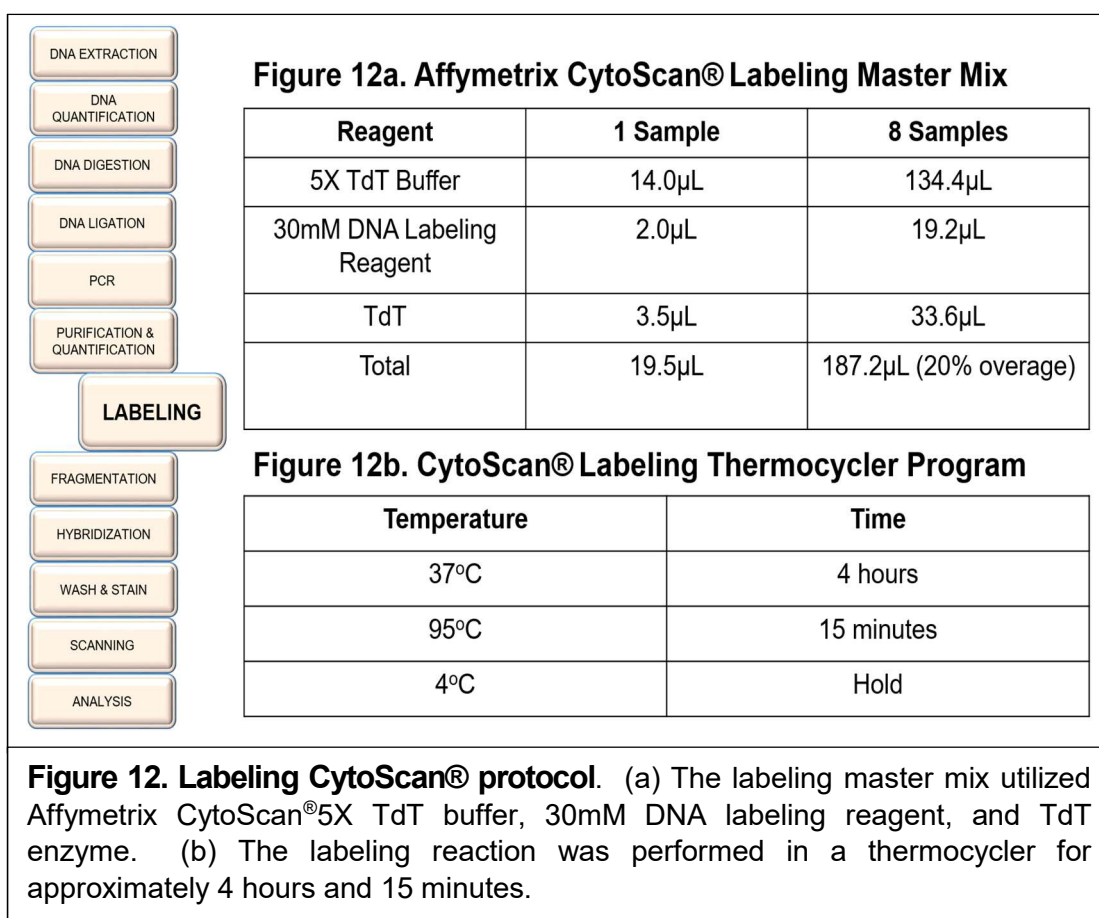 DNA EXTRACTION
DNA
QUANTIFICATION
DNA DIGESTION
DNA LIGATION
PCR
PURIFICATION &
QUANTIFICATION
LABELING
FRAGMENTATION
HYBRIDIZATION
WASH & STAIN
SCANNING
ANALYSIS
Figure 12a. Affymetrix CytoScan® Labeling Master Mix
Reagent 1 Sample 8 Samples
5X TdT Buffer 14.0µL 134.4µL
30mM DNA Labeling 2.0µL 19.2µL
Reagent
TdT 3.5µL 33.6µL
Total 19.5µL 187.2µL (20% overage)
Figure 12b. CytoScan® Labeling Thermocycler Program
Temperature Time
37°C 4 hours
95°C 15 minutes
4°C Hold
Figure 12. Labeling CytoScan® protocol. (a) The labeling master mix utilized
Affymetrix CytoScan®5X TdT buffer, 30mM DNA labeling reagent, and TdT
enzyme. (b) The labeling reaction was performed in a thermocycler for
approximately 4 hours and 15 minutes.